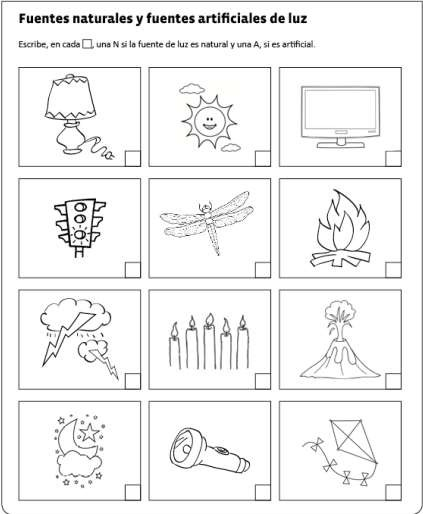 Fuentes naturales y fuentes artificiales de luz
Escribe, en cada □, una N si la fuente de luz es natural y una A, si es artificial.